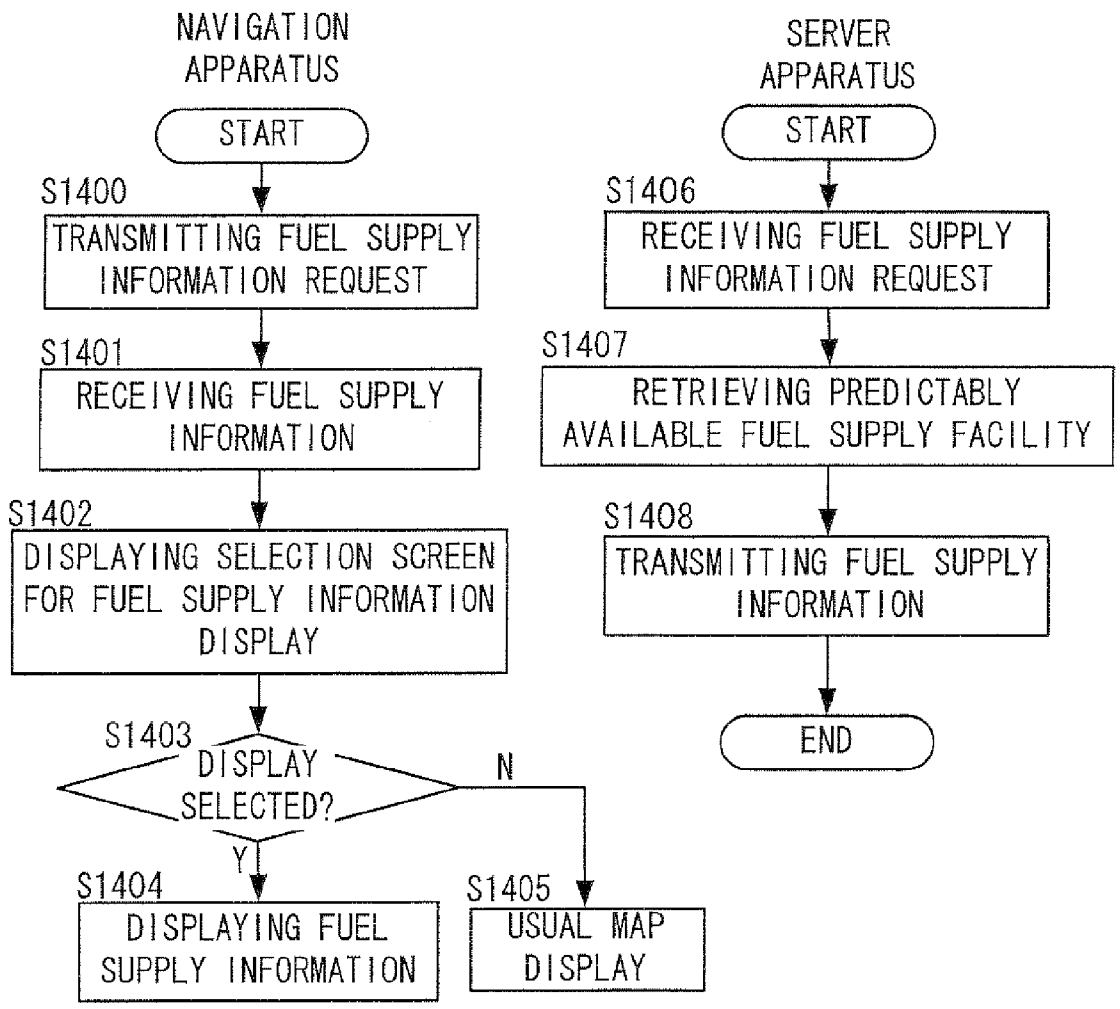 NAVIGATION
APPARATUS
START
S1400
TRANSMITTING FUEL SUPPLY
INFORMATION REQUEST
S1401
RECEIVING FUEL SUPPLY
INFORMATION
S1402
DISPLAYING SELECTION SCREEN
FOR FUEL SUPPLY INFORMATION
DISPLAY
S1403
DISPLAY
SELECTED?
N
Y
S1404
DISPLAYING FUEL
SUPPLY INFORMATION
S1405
USUAL MAP
DISPLAY
SERVER
APPARATUS
START
S1406
RECEIVING FUEL SUPPLY
INFORMATION REQUEST
S1407
RETRIEVING PREDICTABLY
AVAILABLE FUEL SUPPLY FACILITY
S1408
TRANSMITTING FUEL SUPPLY
INFORMATION
END